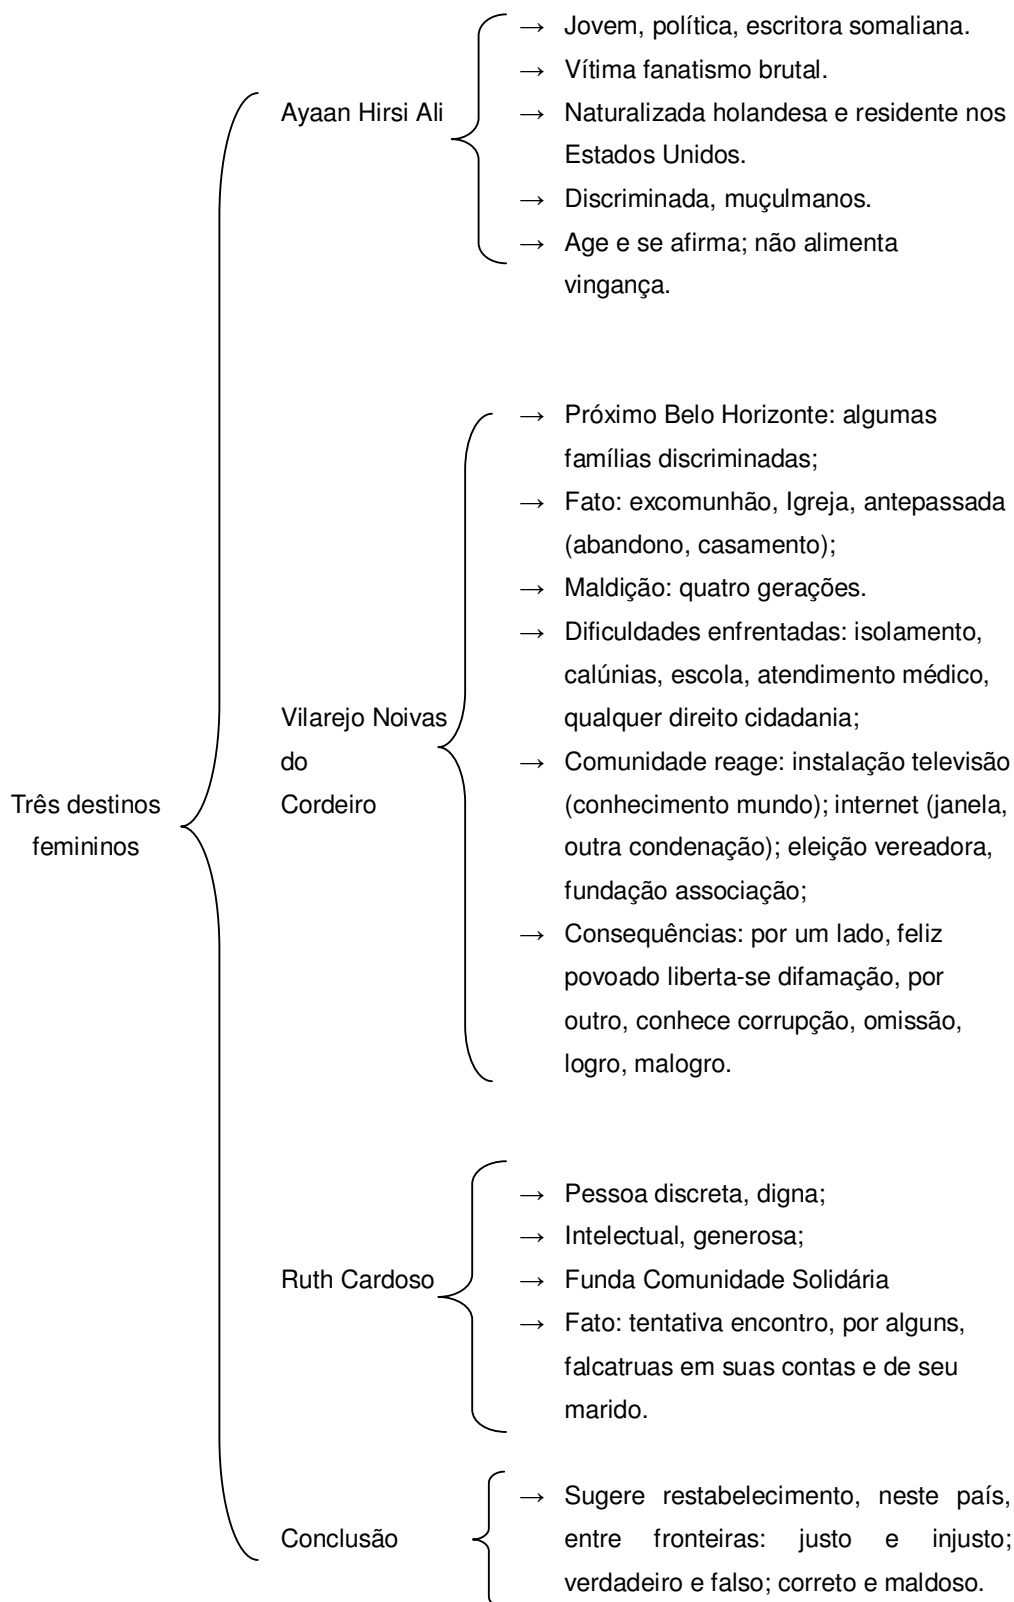 Três destinos
femininos
Ayaan Hirsi Ali
→ Jovem, política, escritora somaliana.
→ Vítima fanatismo brutal.
→ Naturalizada holandesa e residente nos
Estados Unidos.
→ Discriminada, muçulmanos.
→ Age e se afirma; não alimenta
vingança.
Vilarejo Noivas
do
Cordeiro
→ Próximo Belo Horizonte: algumas
famílias discriminadas;
→ Fato: excomunhão, Igreja, antepassada
(abandono, casamento);
→ Maldição: quatro gerações.
→ Dificuldades enfrentadas: isolamento,
calúnias, escola, atendimento médico,
qualquer direito cidadania;
→ Comunidade reage: instalação televisão
(conhecimento mundo); internet (janela,
outra condenação); eleição vereadora,
fundação associação;
→ Consequências: por um lado, feliz
povoado liberta-se difamação, por
outro, conhece corrupção, omissão,
logro, malogro.
Ruth Cardoso
→ Pessoa discreta, digna;
→ Intelectual, generosa;
→ Funda Comunidade Solidária
→ Fato: tentativa encontro, por alguns,
falcatruas em suas contas e de seu
marido.
Conclusão
→ Sugere restabelecimento, neste país,
entre fronteiras: justo e injusto;
verdadeiro e falso; correto e maldoso.